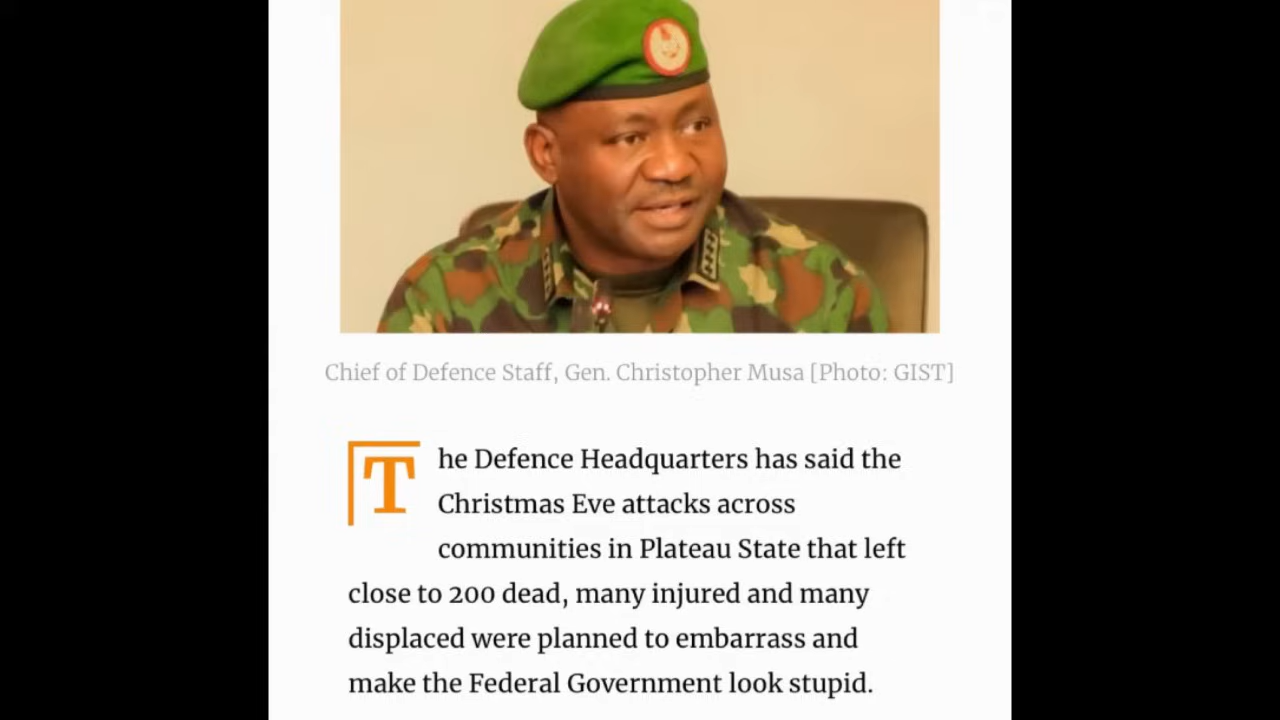 Chief of Defence Staff, Gen. Christopher Musa [Photo: GIST]
The Defence Headquarters has said the
Christmas Eve attacks across
communities in Plateau State that left
close to 200 dead, many injured and many
displaced were planned to embarrass and
make the Federal Government look stupid.